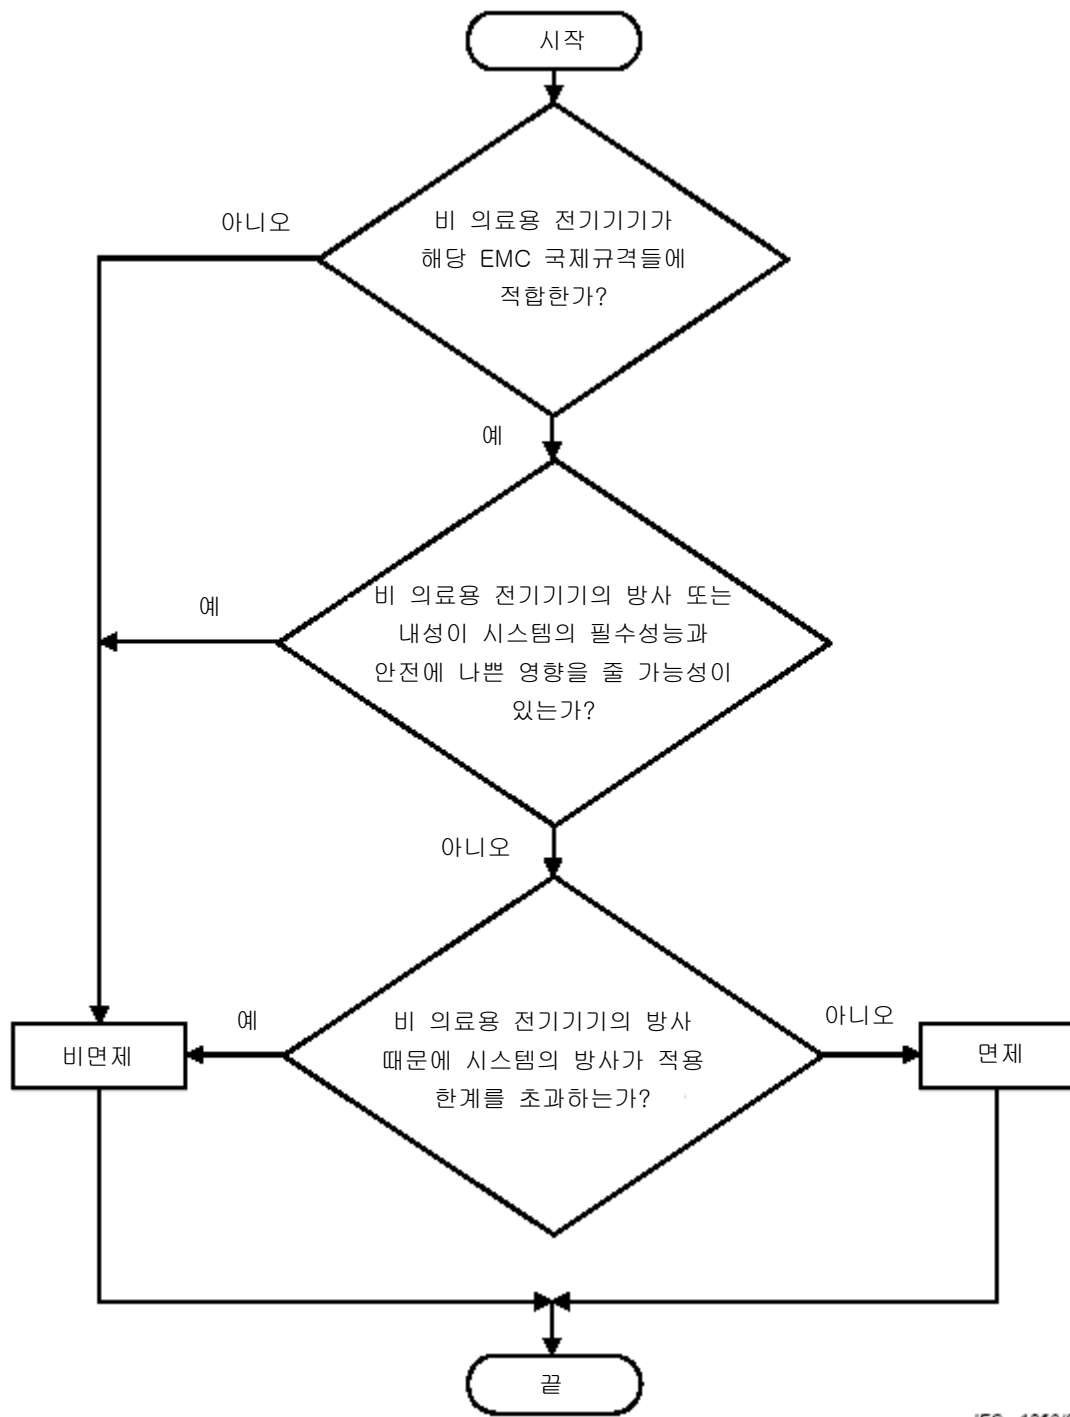 시작
비 의료용 전기기기가
해당 EMC 국제규격들에
적합한가?
아니오
예
비 의료용 전기기기의 방사 또는
내성이 시스템의 필수성능과
안전에 나쁜 영향을 줄 가능성이
있는가?
예
아니오
비 의료용 전기기기의 방사
때문에 시스템의 방사가 적용
한계를 초과하는가?
예
아니오
비면제
면제
끝